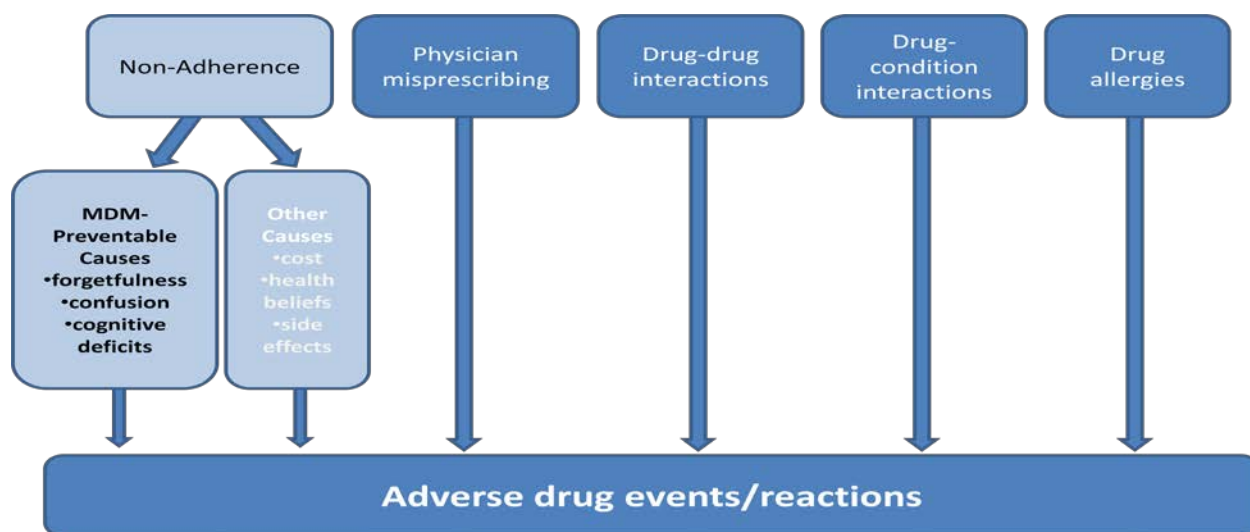 Non-Adherence
Physician
misprescribing
Drug-drug
interactions
Drug-
condition
interactions
Drug
allergies
MDM-
Preventable
Causes
•forgetfulness
•confusion
•cognitive
deficits
Other
Causes
•cost
•health
beliefs
•side
effects
Adverse drug events/reactions